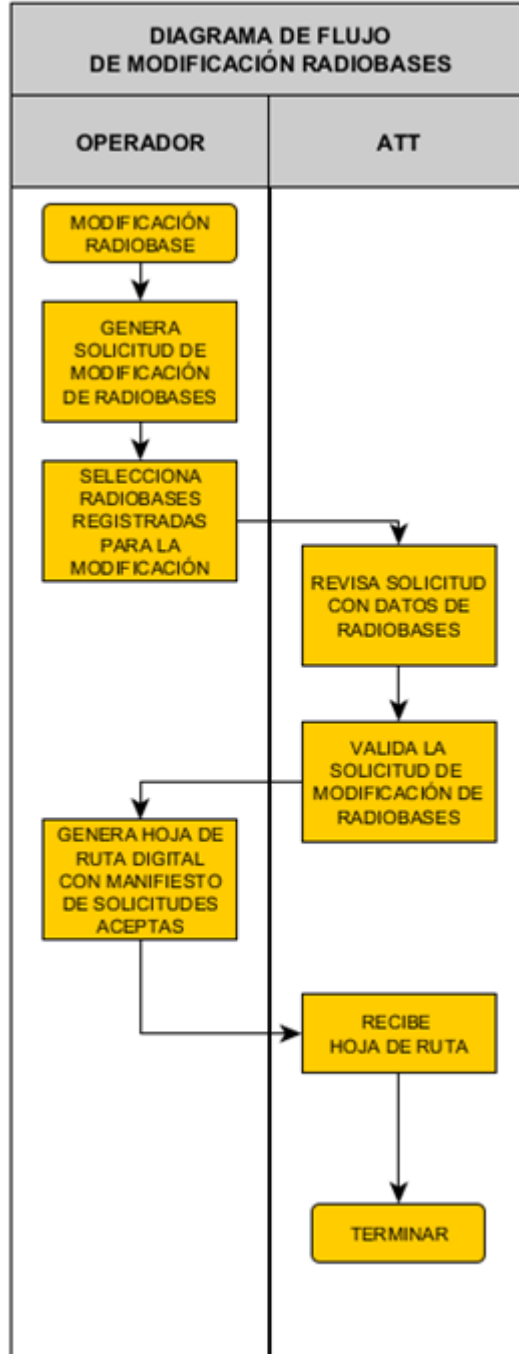 DIAGRAMA DE FLUJO
DE MODIFICACIÓN RADIOBASES
OPERADOR
ATT
MODIFICACIÓN
RADIOBASE
GENERA
SOLICITUD DE
MODIFICACIÓN
DE RADIOBASES
SELECCIONA
RADIOBASES
REGISTRADAS
PARA LA
MODIFICACIÓN
REVISA SOLICITUD
CON DATOS DE
RADIOBASES
VALIDA LA
SOLICITUD DE
MODIFICACIÓN DE
RADIOBASES
GENERA HOJA DE
RUTA DIGITAL
CON MANIFIESTO
DE SOLICITUDES
ACEPTAS
RECIBE
HOJA DE RUTA
TERMINAR